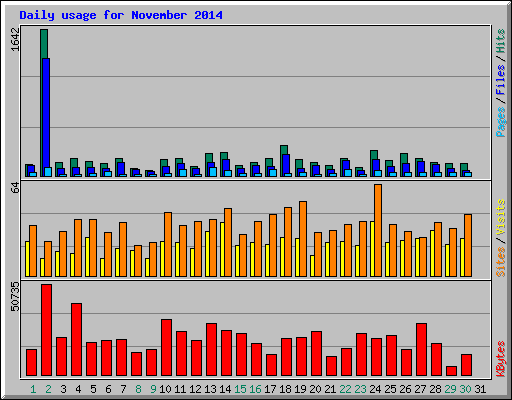 Daily usage for November 2014
1642
Pages / Files / Hits
64
Sites / Visits
50735
KBytes
1 2 3 4 5 6 7 8 9 10 11 12 13 14 15 16 17 18 19 20 21 22 23 24 25 26 27 28 29 30 31